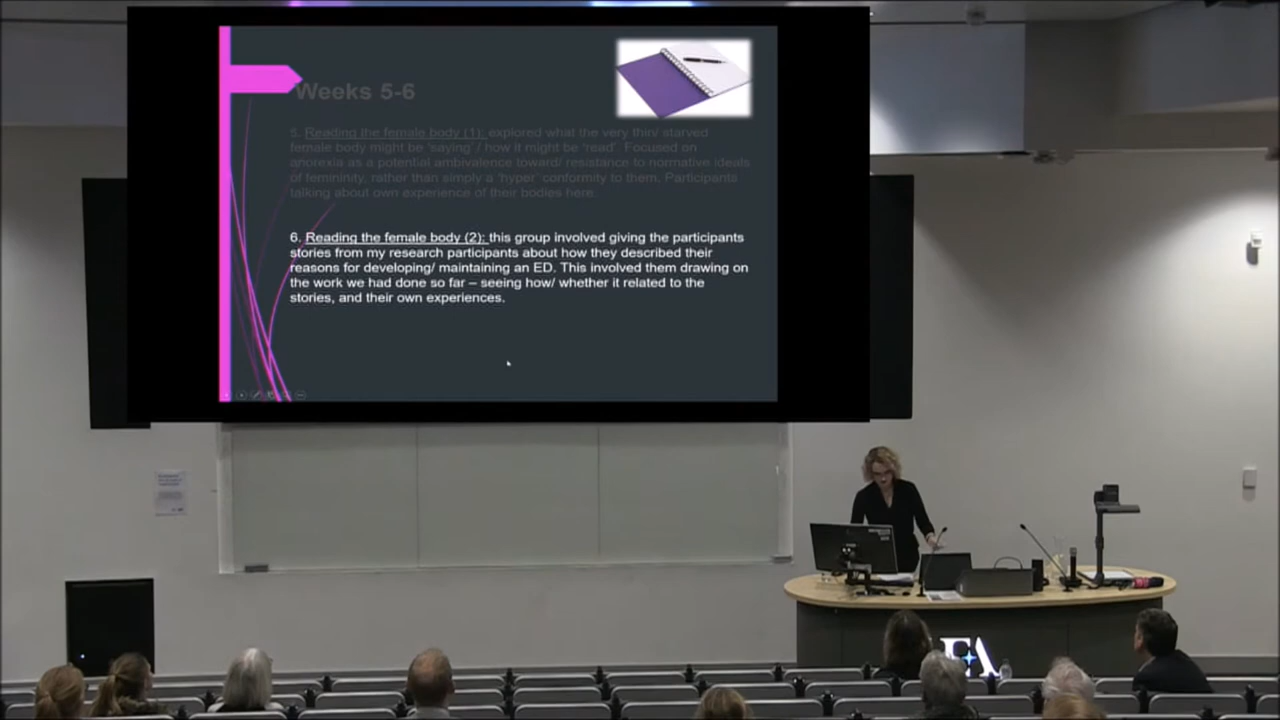 Weeks 5-6
5. Reading the female body (1): explored what the very thin/ starved
female body might be 'saying' / how it might be 'read'. Focused on
anorexia as a potential ambivalence toward/ resistance to normative ideals
of femininity, rather than simply a 'hyper' conformity to them. Participants
talking about own experience of their bodies here.
6. Reading the female body (2): this group involved giving the participants
stories from my research participants about how they described their
reasons for developing/ maintaining an ED. This involved them drawing on
the work we had done so far – seeing how/ whether it related to the
stories, and their own experiences.